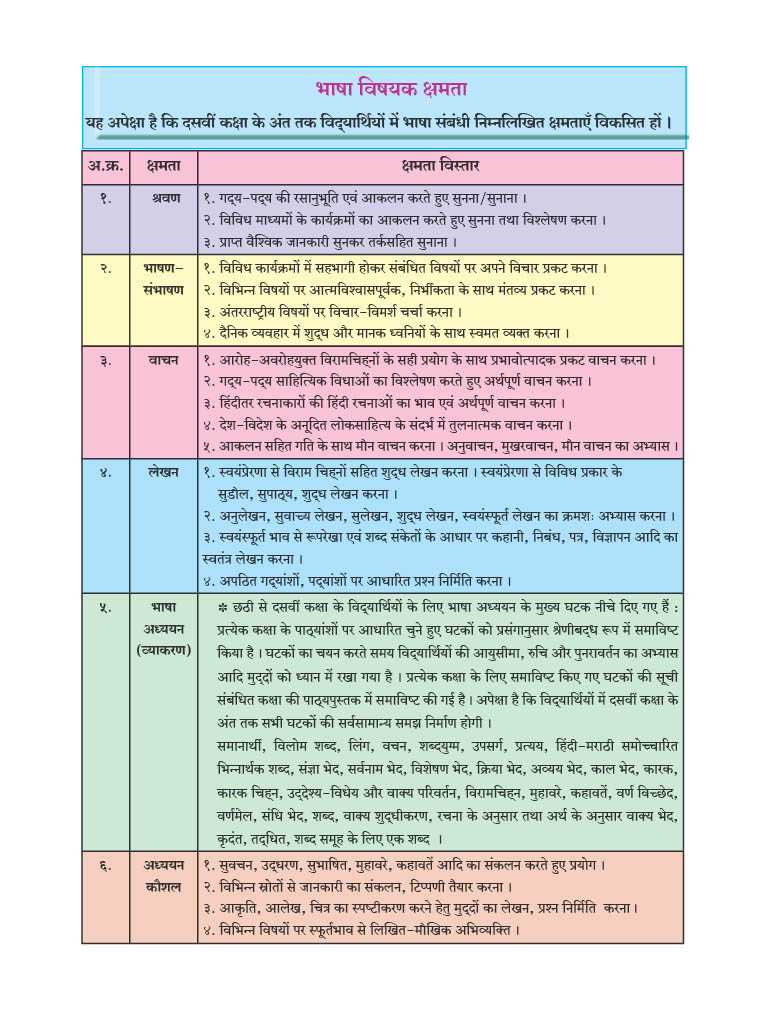 भाषा विषयक क्षमता
यह अपेक्षा है कि दसवीं कक्षा के अंत तक विद्‌यार्थियों में भाषा संबंधी निम्नलिखित क्षमताएँ विकसित हों ।
अ.क्र. क्षमता क्षमता विस्तार
१. श्रवण १. गद्‌य-पद्‌य की रसानुभूति एवं आकलन करते हुए सुनना/सुनाना ।
२. विविध माध्यमों के कार्यक्रमों का आकलन करते हुए सुनना तथा विश्लेषण करना ।
३. प्राप्त वैश्विक जानकारी सुनकर तर्कसहित सुनाना ।
२. भाषण- १. विविध कार्यक्रमों में सहभागी होकर संबंधित विषयों पर अपने विचार प्रकट करना ।
संभाषण २. विभिन्न विषयों पर आत्मविश्वासपूर्वक, निर्भीकता के साथ मंतव्य प्रकट करना ।
३. अंतरराष्ट्रीय विषयों पर विचार-विमर्श चर्चा करना ।
४. दैनिक व्यवहार में शुद्‌ध और मानक ध्वनियों के साथ स्वमत व्यक्त करना ।
३. वाचन १. आरोह-अवरोहयुक्त विरामचिह्‌नों के सही प्रयोग के साथ प्रभावोत्पादक प्रकट वाचन करना ।
२. गद्‌य-पद्‌य साहित्यिक विधाओं का विश्लेषण करते हुए अर्थपूर्ण वाचन करना ।
३. हिंदीतर रचनाकारों की हिंदी रचनाओं का भाव एवं अर्थपूर्ण वाचन करना ।
४. देश-विदेश के अनूदित लोकसाहित्य के संदर्भ में तुलनात्मक वाचन करना ।
५. आकलन सहित गति के साथ मौन वाचन करना । अनुवाचन, मुखरवाचन, मौन वाचन का अभ्यास ।
४. लेखन १. स्वयंप्रेरणा से विराम चिह्‌नों सहित शुद्‌ध लेखन करना । स्वयंप्रेरणा से विविध प्रकार के
सुडौल, सुपाठ्‌य, शुद्‌ध लेखन करना ।
२. अनुलेखन, सुवाच्य लेखन, सुलेखन, शुद्‌ध लेखन, स्वयंस्फूर्त लेखन का क्रमशः अभ्यास करना ।
३. स्वयंस्फूर्त भाव से रूपरेखा एवं शब्द संकेतों के आधार पर कहानी, निबंध, पत्र, विज्ञापन आदि का
स्वतंत्र लेखन करना ।
४. अपठित गद्‌यांशों, पद्‌यांशों पर आधारित प्रश्न निर्मिति करना ।
५. भाषा * छठी से दसवीं कक्षा के विद्‌यार्थियों के लिए भाषा अध्ययन के मुख्य घटक नीचे दिए गए हैं :
अध्ययन प्रत्येक कक्षा के पाठ्‌यांशों पर आधारित चुने हुए घटकों को प्रसंगानुसार श्रेणीबद्‌ध रूप में समाविष्ट
(व्याकरण) किया है । घटकों का चयन करते समय विद्‌यार्थियों की आयुसीमा, रुचि और पुनरावर्तन का अभ्यास
आदि मुद्‌दों को ध्यान में रखा गया है । प्रत्येक कक्षा के लिए समाविष्ट किए गए घटकों की सूची
संबंधित कक्षा की पाठ्‌यपुस्तक में समाविष्ट की गई है । अपेक्षा है कि विद्‌यार्थियों में दसवीं कक्षा के
अंत तक सभी घटकों की सर्वसामान्य समझ निर्माण होगी ।
समानार्थी, विलोम शब्द, लिंग, वचन, शब्दयुग्म, उपसर्ग, प्रत्यय, हिंदी-मराठी समोच्चारित
भिन्नार्थक शब्द, संज्ञा भेद, सर्वनाम भेद, विशेषण भेद, क्रिया भेद, अव्यय भेद, काल भेद, कारक,
कारक चिह्‌न, उद्‌देश्य-विधेय और वाक्य परिवर्तन, विरामचिह्‌न, मुहावरे, कहावतें, वर्ण विच्छेद,
वर्णमेल, संधि भेद, शब्द, वाक्य शुद्‌धीकरण, रचना के अनुसार तथा अर्थ के अनुसार वाक्य भेद,
कृदंत, तद्‌धित, शब्द समूह के लिए एक शब्द ।
६. अध्ययन १. सुवचन, उद्‌धरण, सुभाषित, मुहावरे, कहावतें आदि का संकलन करते हुए प्रयोग ।
कौशल २. विभिन्न स्रोतों से जानकारी का संकलन, टिप्पणी तैयार करना ।
३. आकृति, आलेख, चित्र का स्पष्टीकरण करने हेतु मुद्‌दों का लेखन, प्रश्न निर्मिति करना ।
४. विभिन्न विषयों पर स्फूर्तभाव से लिखित-मौखिक अभिव्यक्ति ।